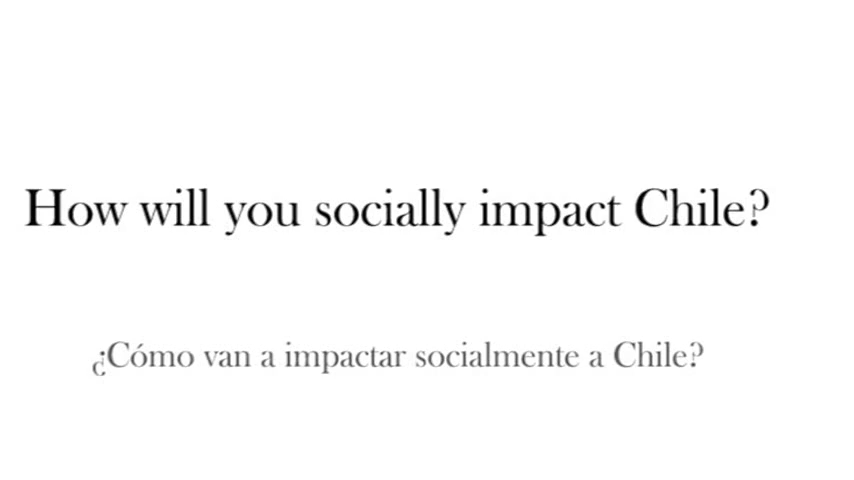 How will you socially impact Chile?
¿Cómo van a impactar socialmente a Chile?